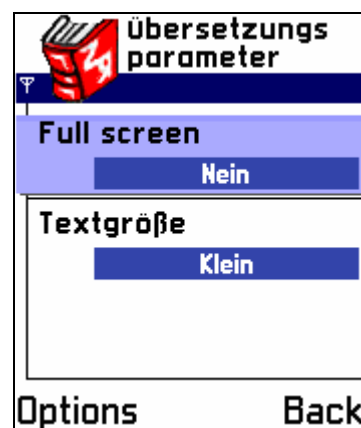 Übersetzungs
parameter
Full screen
Nein
Textgröße
Klein
Options Back